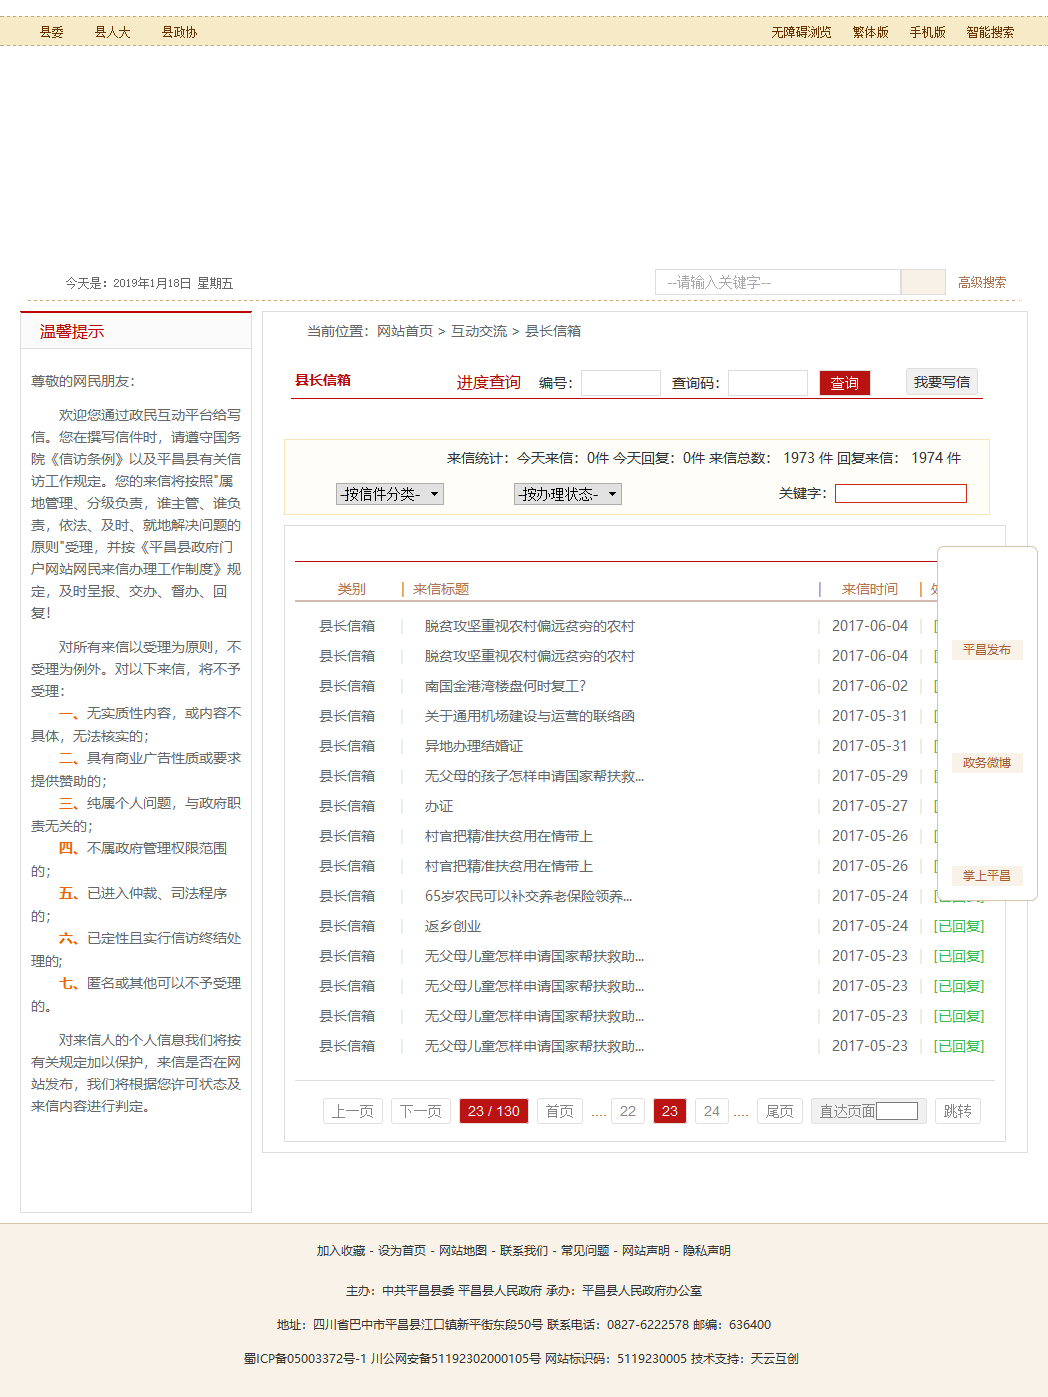 县委 县人大 县政协 无障碍浏览 繁体版 手机版 智能搜索
今天是：2019年1月18日 星期五 --请输入关键字-- 高级搜索
温馨提示
尊敬的网民朋友：
欢迎您通过政民互动平台给写
信。您在撰写信件时，请遵守国务
院《信访条例》以及平昌县有关信
访工作规定。您的来信将按照"属
地管理、分级负责，谁主管、谁负
责，依法、及时、就地解决问题的
原则"受理，并按《平昌县政府门
户网站网民来信办理工作制度》规
定，及时呈报、交办、督办、回
复！
对所有来信以受理为原则，不
受理为例外。对以下来信，将不予
受理：
一、无实质性内容，或内容不
具体，无法核实的；
二、具有商业广告性质或要求
提供赞助的；
三、纯属个人问题，与政府职
责无关的；
四、不属政府管理权限范围
的；
五、已进入仲裁、司法程序
的；
六、已定性且实行信访终结处
理的;
七、匿名或其他可以不予受理
的。
对来信人的个人信息我们将按
有关规定加以保护，来信是否在网
站发布，我们将根据您许可状态及
来信内容进行判定。
当前位置：网站首页 > 互动交流 > 县长信箱
县长信箱 进度查询 编号： 查询码： 查询 我要写信
来信统计：今天来信：0件 今天回复：0件 来信总数： 1973 件 回复来信： 1974 件
-按信件分类- -按办理状态- 关键字：
类别 来信标题 来信时间
县长信箱 脱贫攻坚重视农村偏远贫穷的农村 2017-06-04
县长信箱 脱贫攻坚重视农村偏远贫穷的农村 2017-06-04
县长信箱 南国金港湾楼盘何时复工? 2017-06-02
县长信箱 关于通用机场建设与运营的联络函 2017-05-31
县长信箱 异地办理结婚证 2017-05-31
县长信箱 无父母的孩子怎样申请国家帮扶救... 2017-05-29
县长信箱 办证 2017-05-27
县长信箱 村官把精准扶贫用在情带上 2017-05-26
县长信箱 村官把精准扶贫用在情带上 2017-05-26
县长信箱 65岁农民可以补交养老保险领养... 2017-05-24
县长信箱 返乡创业 2017-05-24 [已回复]
县长信箱 无父母儿童怎样申请国家帮扶救助... 2017-05-23 [已回复]
县长信箱 无父母儿童怎样申请国家帮扶救助... 2017-05-23 [已回复]
县长信箱 无父母儿童怎样申请国家帮扶救助... 2017-05-23 [已回复]
县长信箱 无父母儿童怎样申请国家帮扶救助... 2017-05-23 [已回复]
上一页 下一页 23 / 130 首页 .... 22 23 24 .... 尾页 直达页面 跳转
平昌发布
政务微博
掌上平昌
加入收藏 - 设为首页 - 网站地图 - 联系我们 - 常见问题 - 网站声明 - 隐私声明
主办：中共平昌县委 平昌县人民政府 承办：平昌县人民政府办公室
地址：四川省巴中市平昌县江口镇新平街东段50号 联系电话：0827-6222578 邮编：636400
蜀ICP备05003372号-1 川公网安备51192302000105号 网站标识码：5119230005 技术支持：天云互创